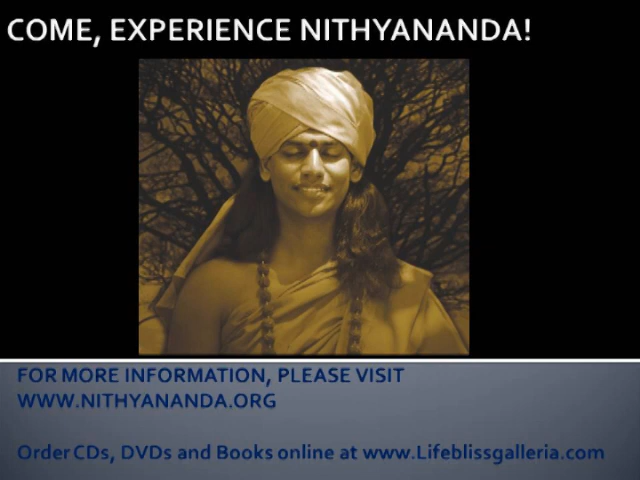 COME, EXPERIENCE NITHYANANDA!
FOR MORE INFORMATION, PLEASE VISIT
WWW.NITHYANANDA.ORG
Order CDs, DVDs and Books online at www.Lifeblissgalleria.com